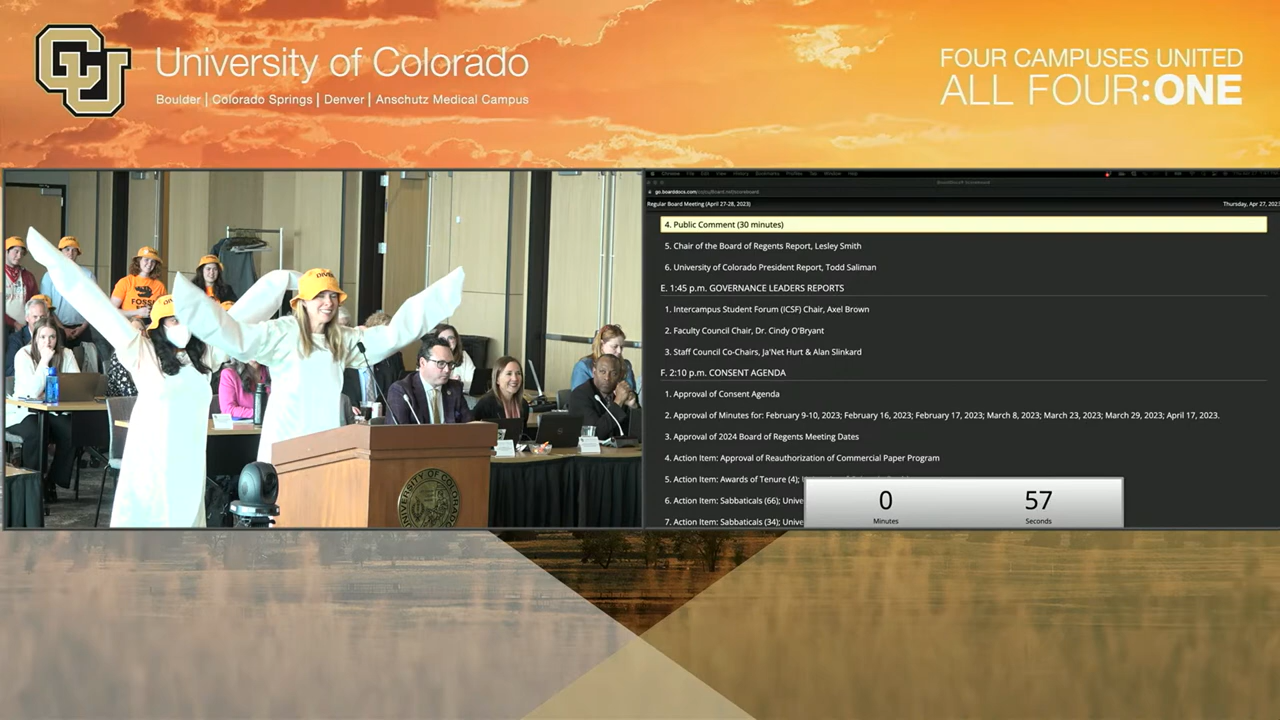 CU
University of Colorado
Boulder | Colorado Springs | Denver | Anschutz Medical Campus
FOUR CAMPUSES UNITED
ALL FOUR:ONE
go.boarddocs.com
Regular Board Meeting (April 27-28, 2023)
Thursday, Apr 27, 2023
4. Public Comment (30 minutes)
5. Chair of the Board of Regents Report, Lesley Smith
6. University of Colorado President Report, Todd Saliman
E. 1:45 p.m. GOVERNANCE LEADERS REPORTS
1. Intercampus Student Forum (ICSF) Chair, Axel Brown
2. Faculty Council Chair, Dr. Cindy O'Bryant
3. Staff Council Co-Chairs, Ja'Net Hurt & Alan Slinkard
F. 2:10 p.m. CONSENT AGENDA
1. Approval of Consent Agenda
2. Approval of Minutes for: February 9-10, 2023; February 16, 2023; February 17, 2023; March 8, 2023; March 23, 2023; March 29, 2023; April 17, 2023.
3. Approval of 2024 Board of Regents Meeting Dates
4. Action Item: Approval of Reauthorization of Commercial Paper Program
5. Action Item: Awards of Tenure (4);
6. Action Item: Sabbaticals (66); Unive
7. Action Item: Sabbaticals (34); Unive
0
57
Minutes
Seconds
FOSS
UNIVERSITY OF COLORADO